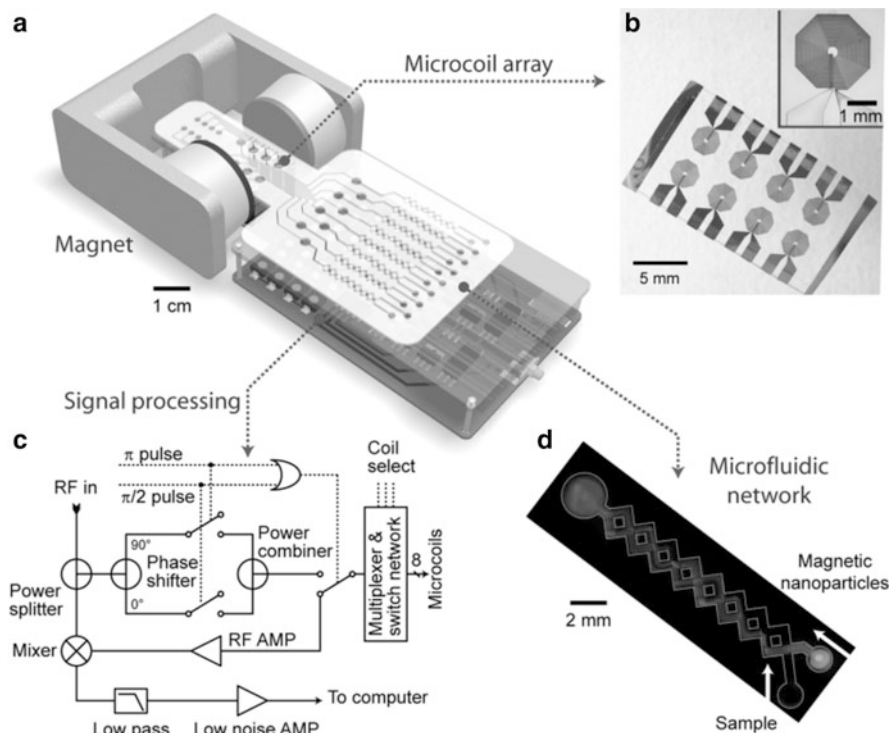 a
Microcoil array
Magnet
1 cm
b
1 mm
5 mm
Signal processing
c
π pulse
π/2 pulse
RF in
Coil
select
90°
Phase
shifter
0°
Power
combiner
Power
splitter
Multiplexer &
switch network
8
Microcoils
Mixer
RF AMP
To computer
Low pass
Low noise AMP
d
Microfluidic
network
Magnetic
nanoparticles
2 mm
Sample